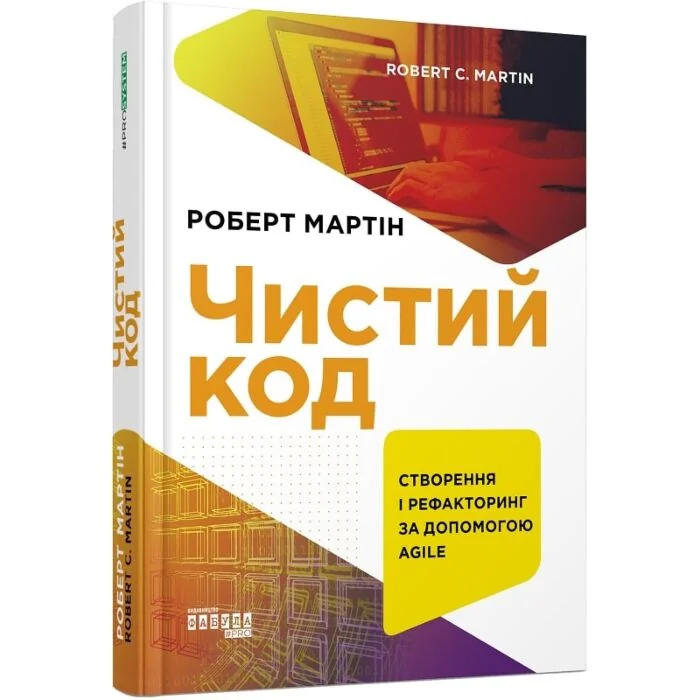 #PROSYSTEM
ЧИСТИЙ
КОД
РОБЕРТ МАРТІН
ROBERT C. MARTIN
ROBERT C. MARTIN
РОБЕРТ МАРТІН
Чистий
код
СТВОРЕННЯ
І РЕФАКТОРИНГ
ЗА ДОПОМОГОЮ
AGILE
ВИДАВНИЦТВО
ФАБУЛА
#PRO